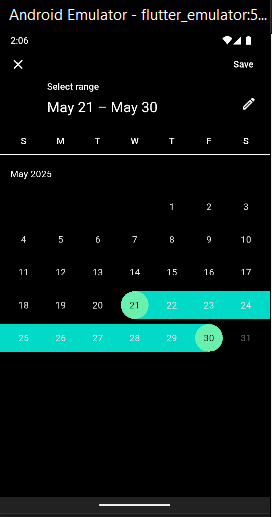 Android Emulator - flutter_emulator:5...
2:06
Save
Select range
May 21 – May 30
S M T W T F S
May 2025
1 2 3
4 5 6 7 8 9 10
11 12 13 14 15 16 17
18 19 20 21 22 23 24
25 26 27 28 29 30 31